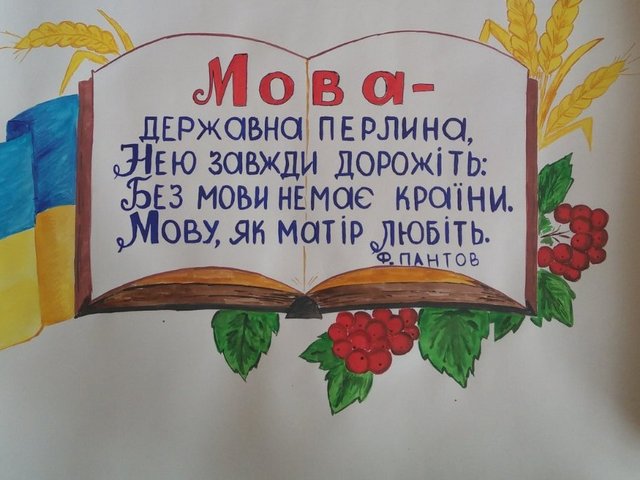 Мова-
ДЕРЖАВНА ПЕРЛИНА,
НЕЮ ЗАВЖДИ ДОРОЖІТЬ:
БЕЗ МОВИ НЕМАЄ КРАЇНИ.
МОВУ, ЯК МАТІР ЛЮБІТЬ.
Ф. ПАНТОВ